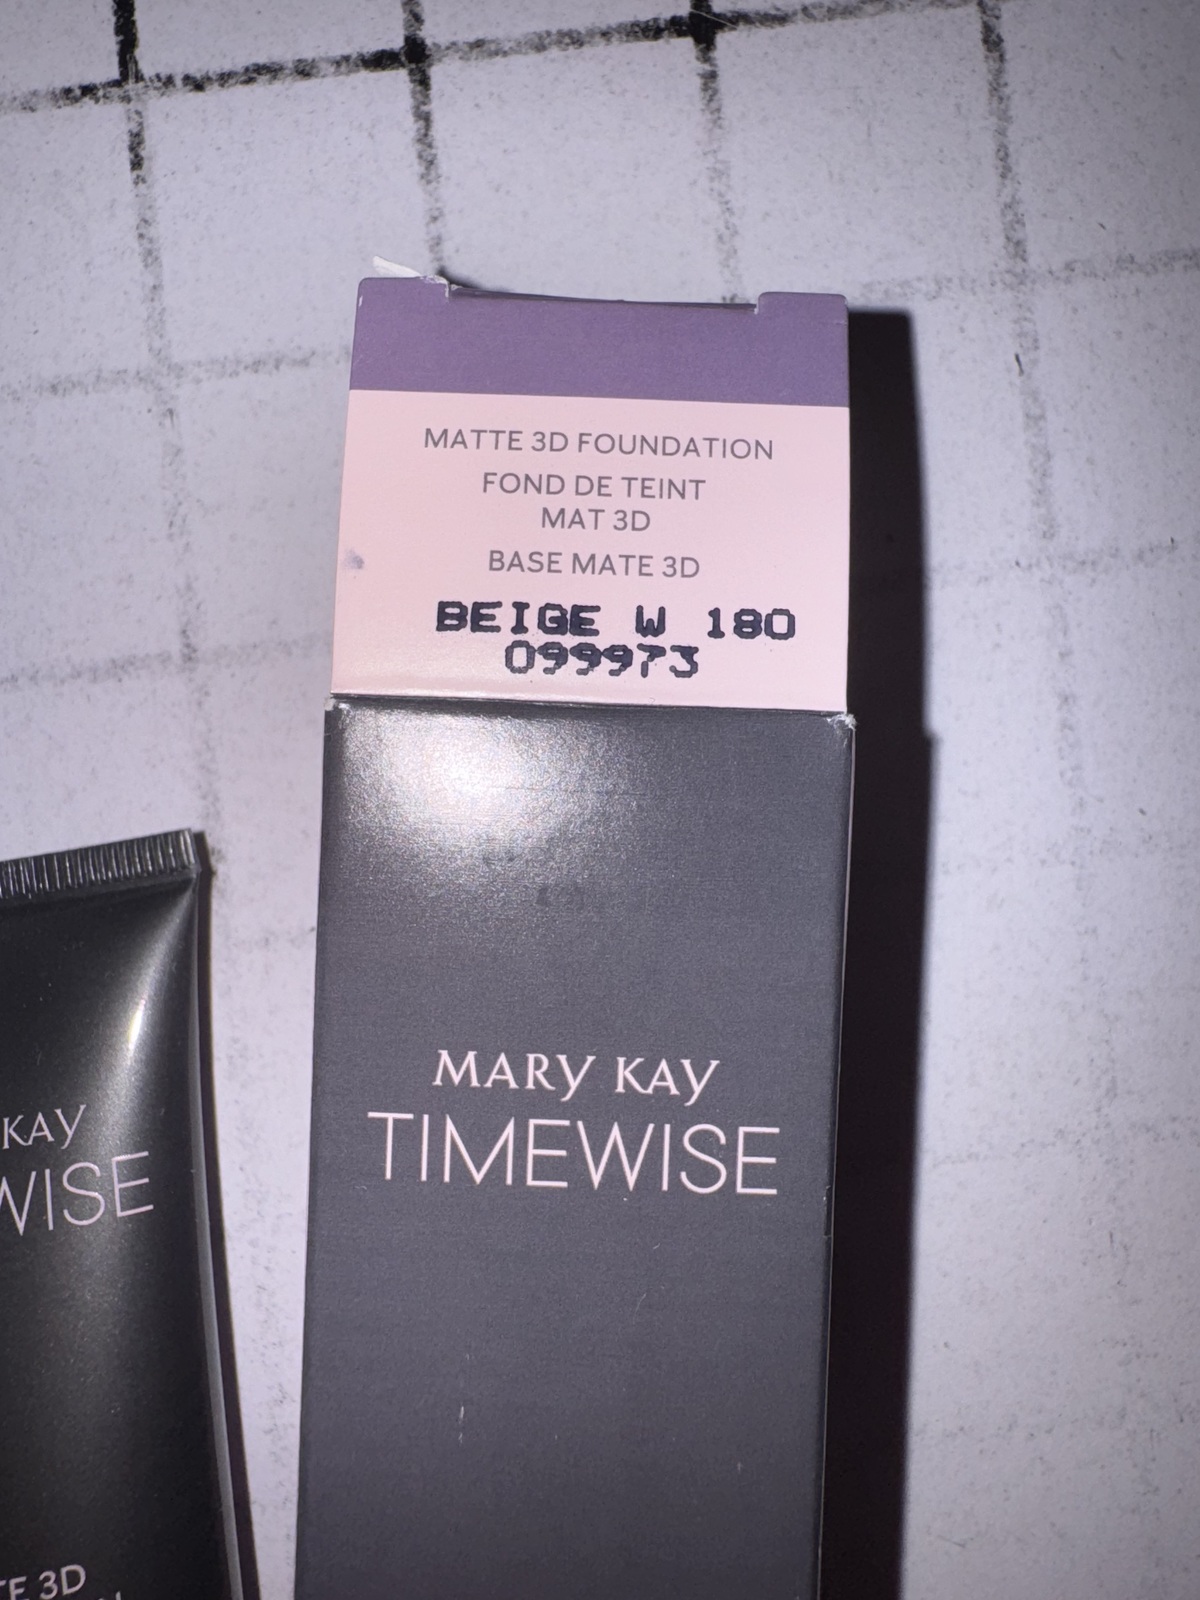 MATTE 3D FOUNDATION
FOND DE TEINT
MAT 3D
BASE MATE 3D
BEIGE W 180
099973
MARY KAY
TIMEWISE
KAY
WISE
3D